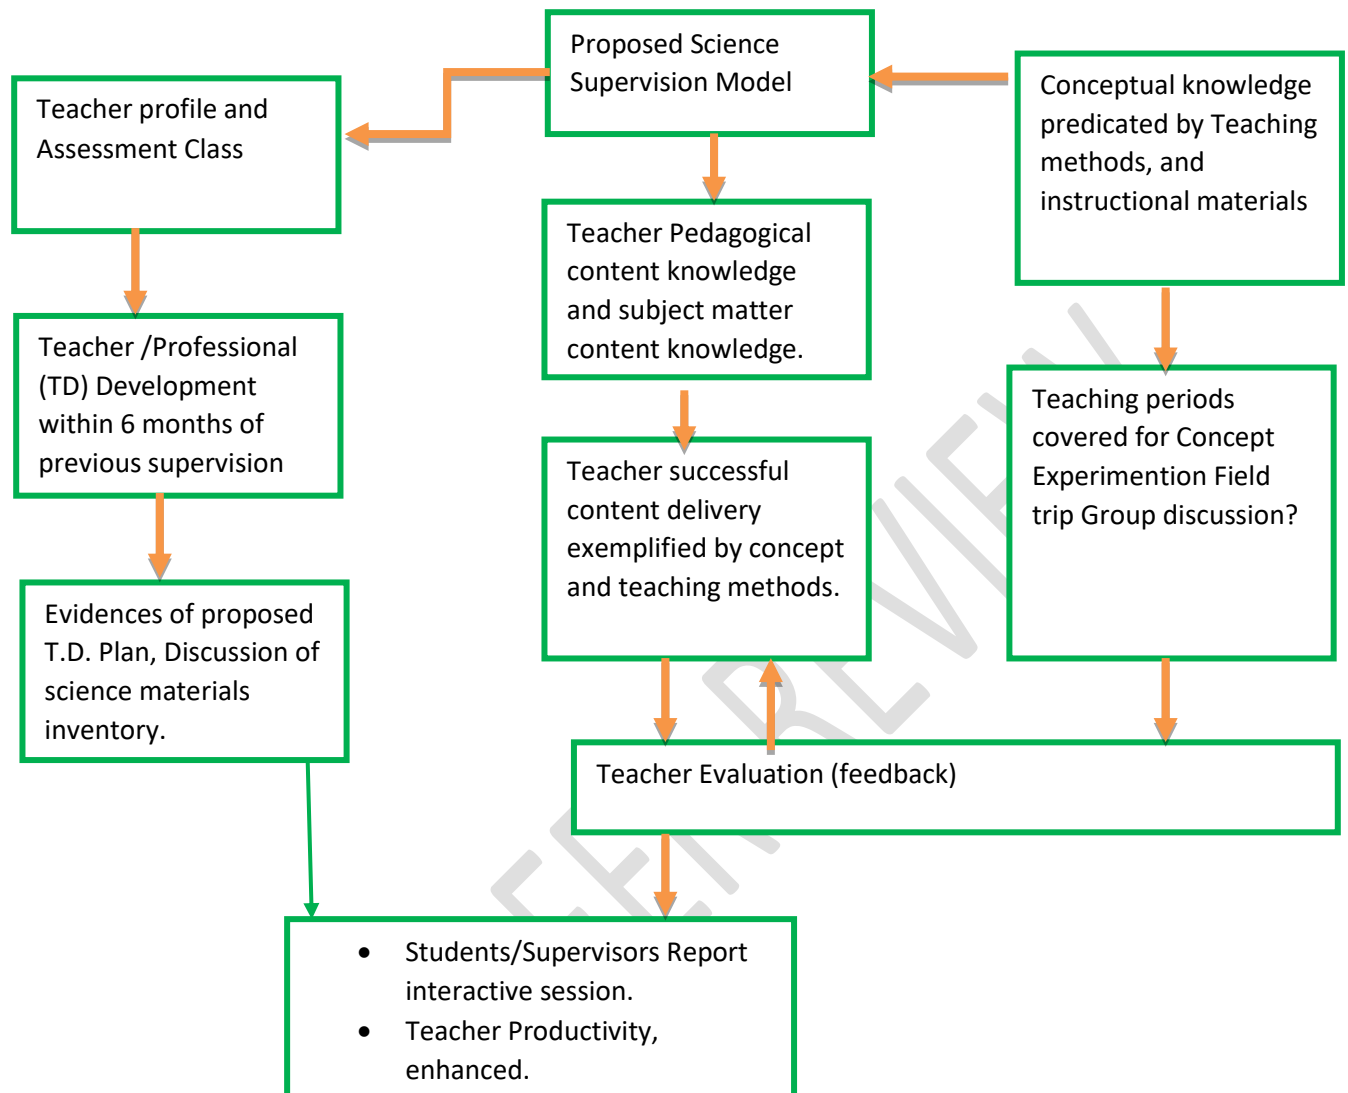 Proposed Science
Supervision Model
Teacher profile and
Assessment Class
Conceptual knowledge
predicated by Teaching
methods, and
instructional materials
Teacher Pedagogical
content knowledge
and subject matter
content knowledge.
Teacher /Professional
(TD) Development
within 6 months of
previous supervision
Teaching periods
covered for Concept
Experimention Field
trip Group discussion?
Teacher successful
content delivery
exemplified by concept
and teaching methods.
Evidences of proposed
T.D. Plan, Discussion of
science materials
inventory.
Teacher Evaluation (feedback)
• Students/Supervisors Report
interactive session.
• Teacher Productivity,
enhanced.
EER REVIEW